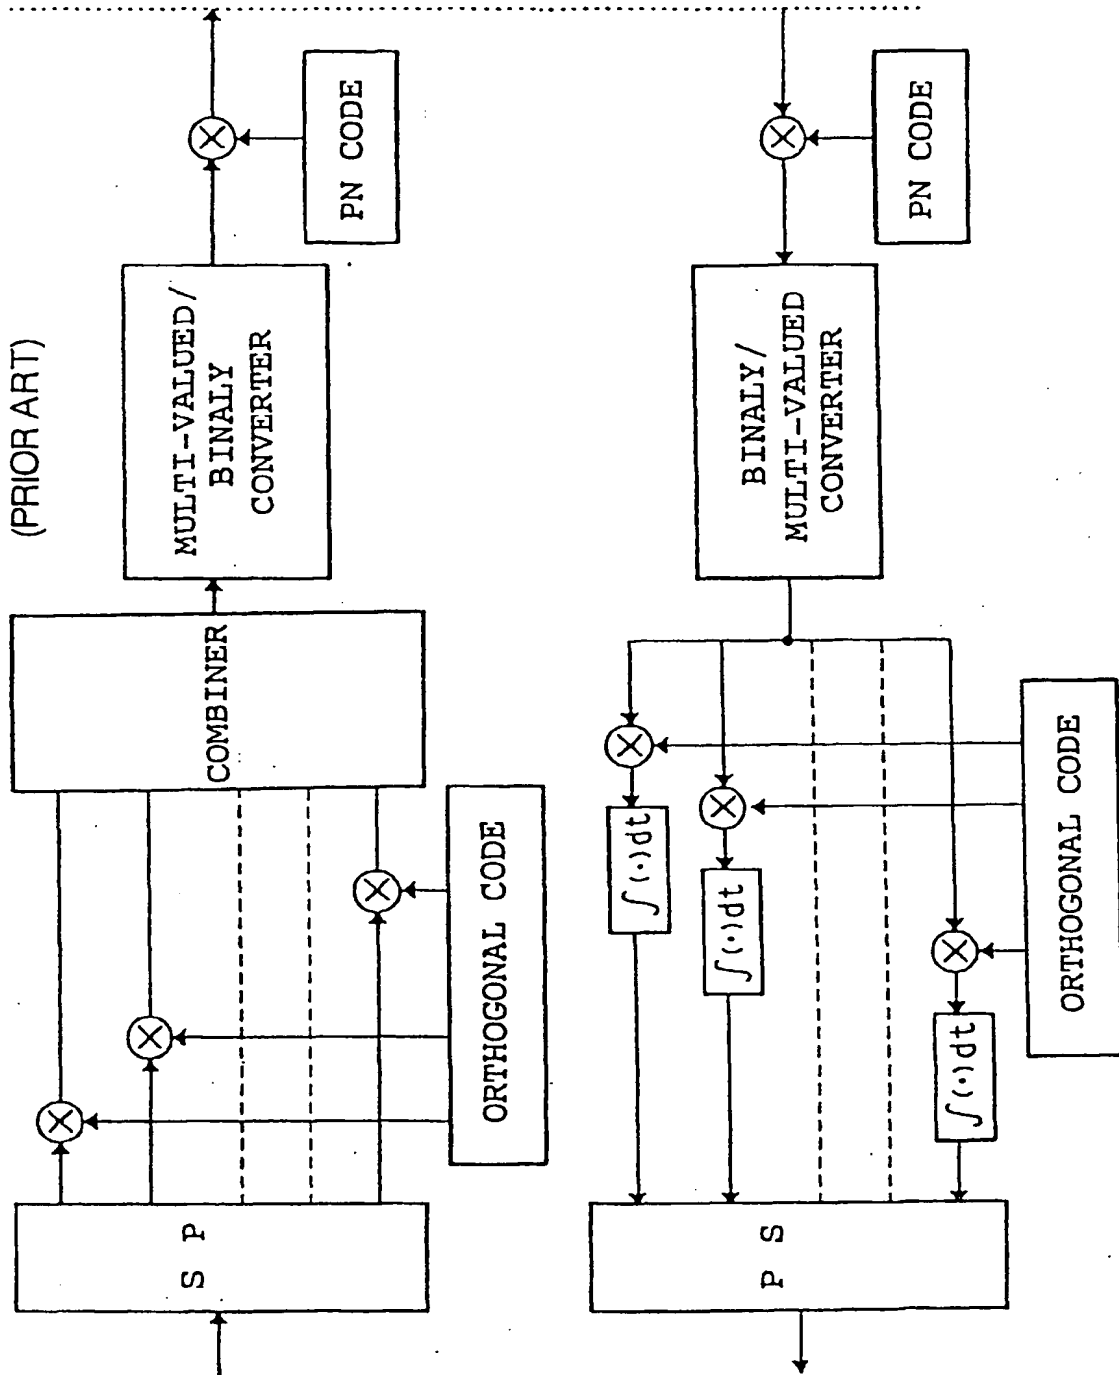 (PRIOR ART)
S P
ORTHOGONAL CODE
COMBINER
MULTI-VALUED/
BINALY
CONVERTER
PN CODE
P S
∫(·)dt
∫(·)dt
∫(·)dt
ORTHOGONAL CODE
BINALY/
MULTI-VALUED
CONVERTER
PN CODE